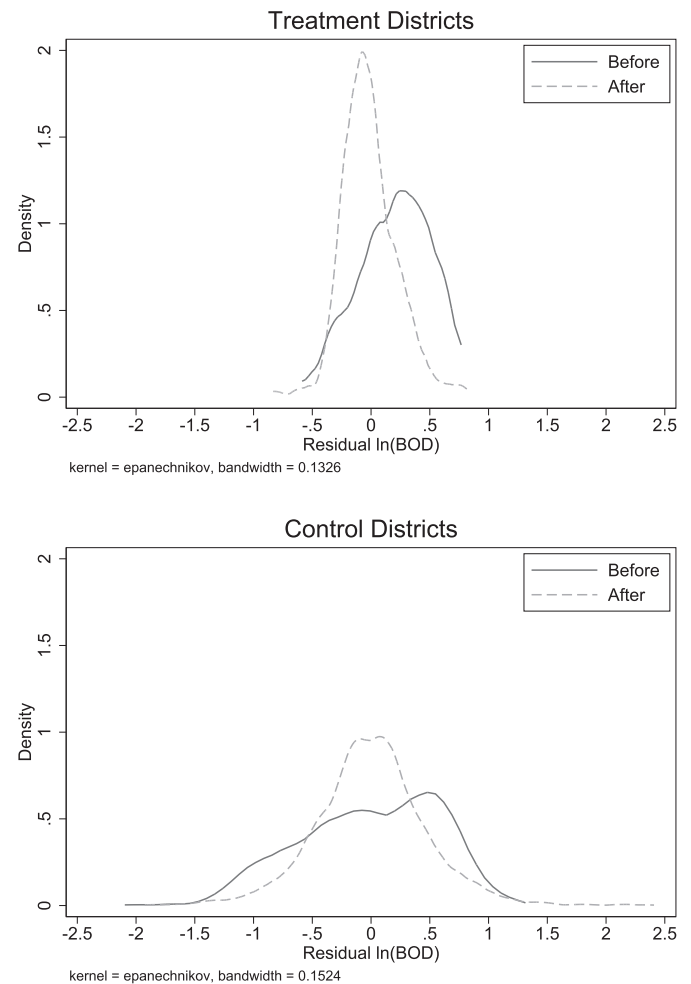 Treatment Districts
Before
After
2
1.5
1
.5
0
Density
-2.5 -2 -1.5 -1 -.5 0 .5 1 1.5 2 2.5
Residual ln(BOD)
kernel = epanechnikov, bandwidth = 0.1326
Control Districts
Before
After
2
1.5
1
.5
0
Density
-2.5 -2 -1.5 -1 -.5 0 .5 1 1.5 2 2.5
Residual ln(BOD)
kernel = epanechnikov, bandwidth = 0.1524